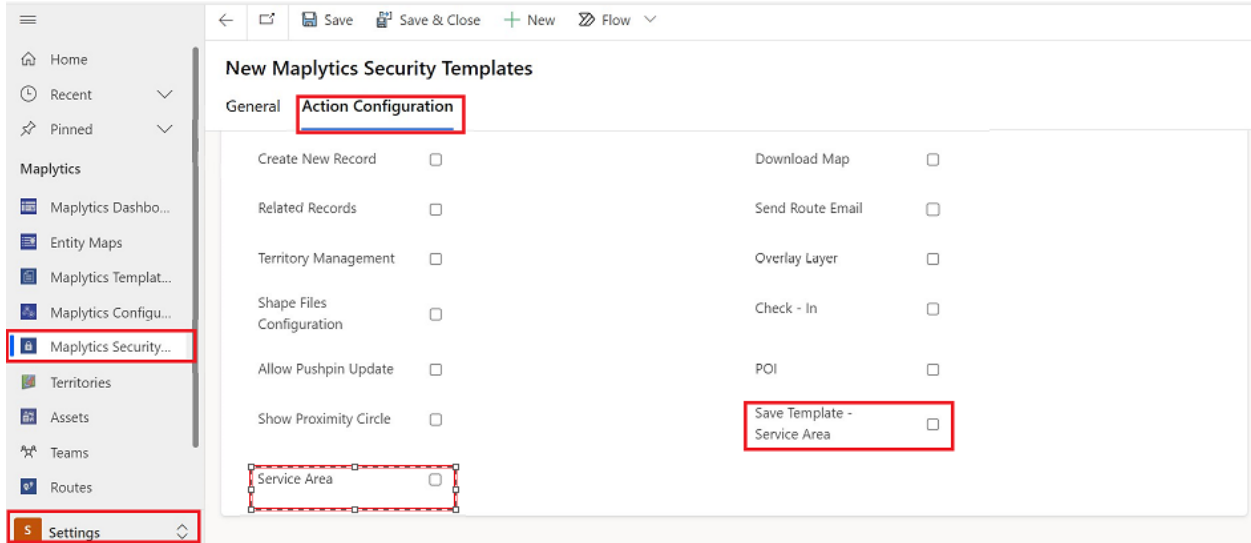 Save
Save & Close
New
Flow
Home
Recent
Pinned
Maplytics
Maplytics Dashbo...
Entity Maps
Maplytics Templat...
Maplytics Configu...
Maplytics Security...
Territories
Assets
Teams
Routes
S
Settings
New Maplytics Security Templates
General
Action Configuration
Create New Record
Related Records
Territory Management
Shape Files
Configuration
Allow Pushpin Update
Show Proximity Circle
Service Area
Download Map
Send Route Email
Overlay Layer
Check - In
POI
Save Template -
Service Area